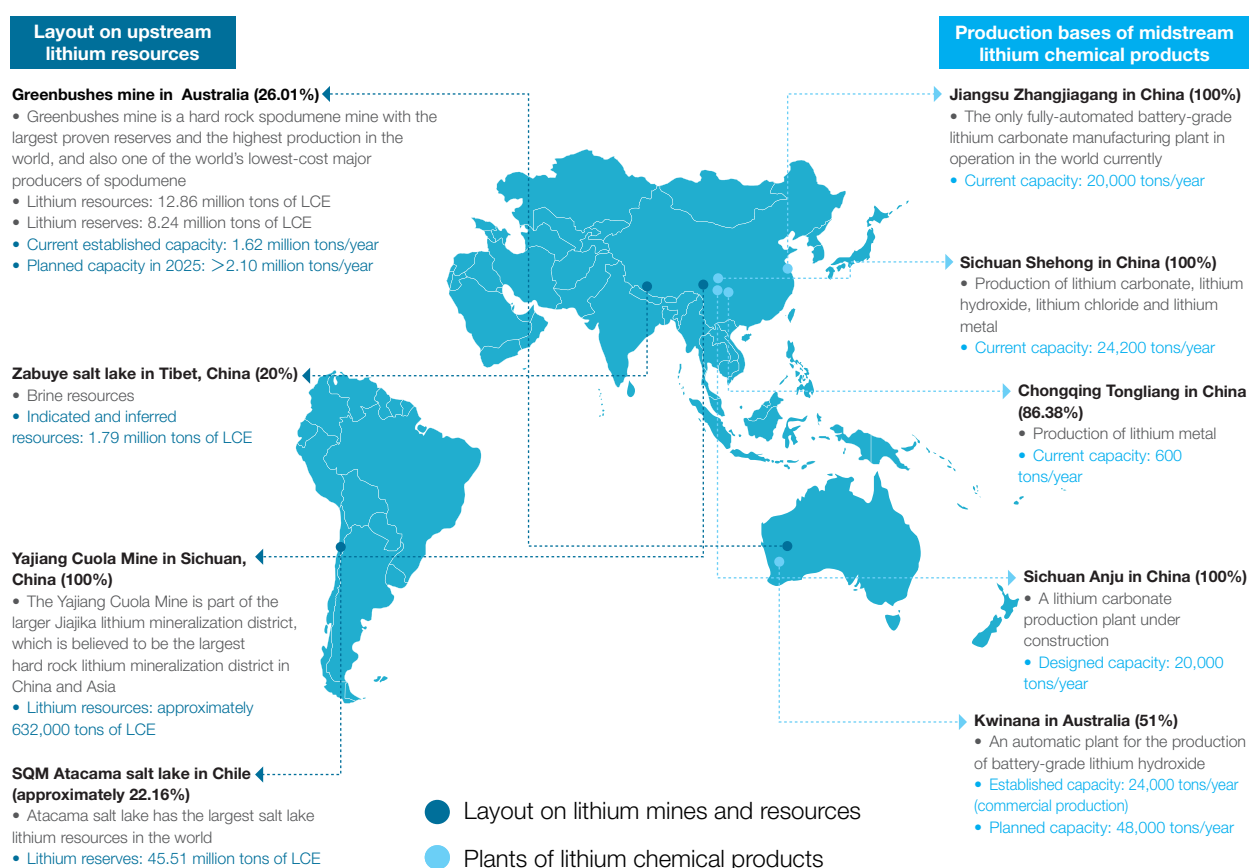 Layout on upstream
lithium resources
Greenbushes mine in Australia (26.01%)
• Greenbushes mine is a hard rock spodumene mine with the
largest proven reserves and the highest production in the
world, and also one of the world's lowest-cost major
producers of spodumene
• Lithium resources: 12.86 million tons of LCE
• Lithium reserves: 8.24 million tons of LCE
• Current established capacity: 1.62 million tons/year
• Planned capacity in 2025: >2.10 million tons/year
Zabuye salt lake in Tibet, China (20%)
• Brine resources
• Indicated and inferred
resources: 1.79 million tons of LCE
Yajiang Cuola Mine in Sichuan,
China (100%)
• The Yajiang Cuola Mine is part of the
larger Jiajika lithium mineralization district,
which is believed to be the largest
hard rock lithium mineralization district in
China and Asia
• Lithium resources: approximately
632,000 tons of LCE
SQM Atacama salt lake in Chile
(approximately 22.16%)
• Atacama salt lake has the largest salt lake
lithium resources in the world
• Lithium reserves: 45.51 million tons of LCE
Production bases of midstream
lithium chemical products
Jiangsu Zhangjiagang in China (100%)
• The only fully-automated battery-grade
lithium carbonate manufacturing plant in
operation in the world currently
• Current capacity: 20,000 tons/year
Sichuan Shehong in China (100%)
• Production of lithium carbonate, lithium
hydroxide, lithium chloride and lithium
metal
• Current capacity: 24,200 tons/year
Chongqing Tongliang in China
(86.38%)
• Production of lithium metal
• Current capacity: 600
tons/year
Sichuan Anju in China (100%)
• A lithium carbonate
production plant under
construction
• Designed capacity: 20,000
tons/year
Kwinana in Australia (51%)
• An automatic plant for the production
of battery-grade lithium hydroxide
• Established capacity: 24,000 tons/year
(commercial production)
• Planned capacity: 48,000 tons/year
Layout on lithium mines and resources
Plants of lithium chemical products